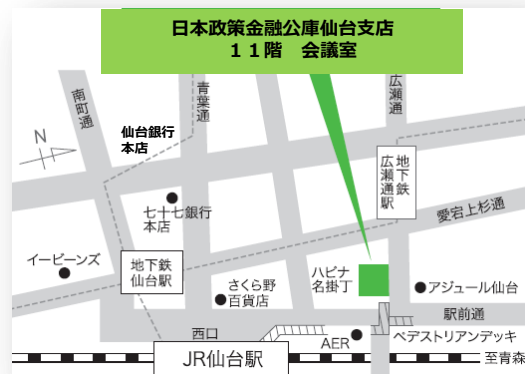 日本政策金融公庫仙台支店
１１階　会議室
南町通
青葉通
広瀬通
N
仙台銀行
本店
地下鉄
広瀬通駅
七十七銀行
本店
愛宕上杉通
イービーンズ
地下鉄
仙台駅
さくら野
百貨店
ハピナ
名掛丁
アジュール仙台
駅前通
西口
AER
ペデストリアンデッキ
JR仙台駅
至青森